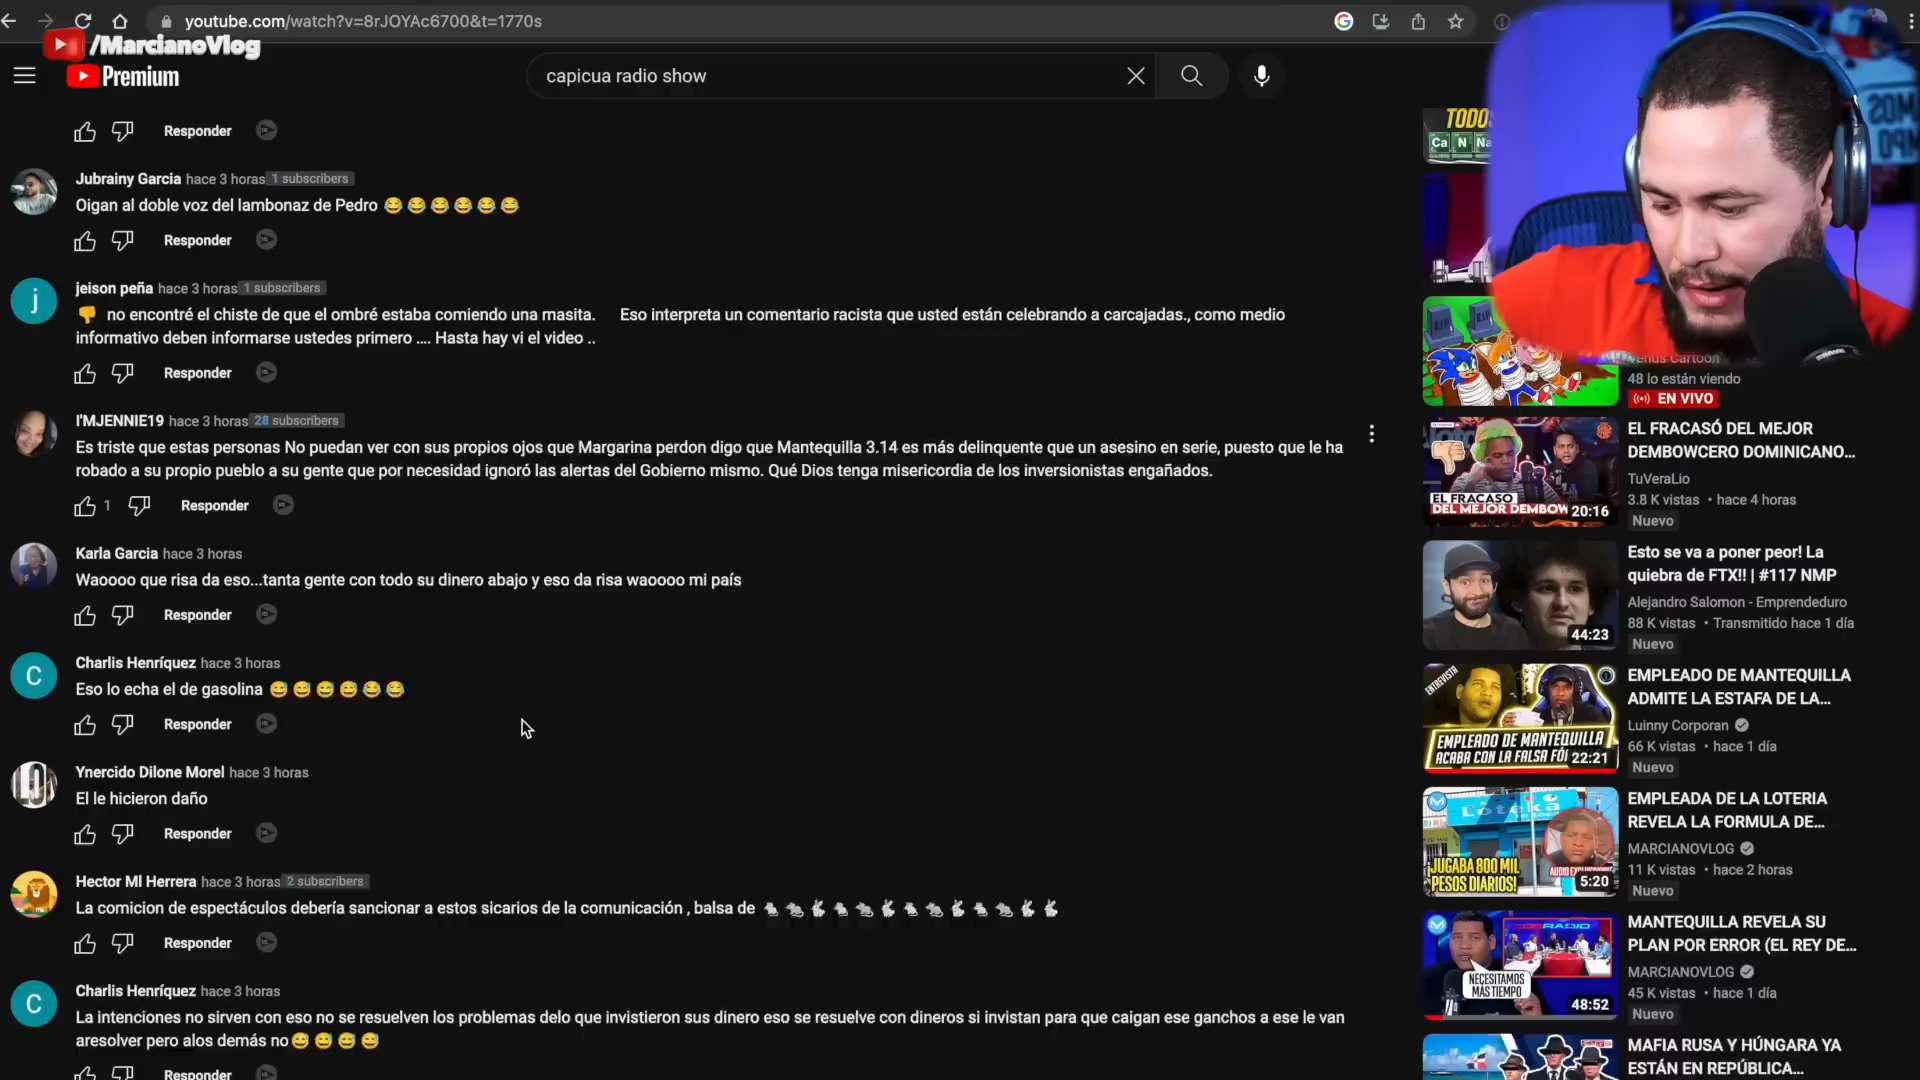 youtube.com/watch?v=8rJOYAc6700&t=1770s
/MarcianoVlog
Premium
capicua radio show
Responder
Jubrainy Garcia hace 3 horas 1 subscribers
Oigan al doble voz del lambonaz de Pedro 😂😂😂😂😂😂
Responder
jeison peña hace 3 horas 1 subscribers
👎 no encontré el chiste de que el ombré estaba comiendo una masita. Eso interpreta un comentario racista que usted están celebrando a carcajadas., como medio
informativo deben informarse ustedes primero .... Hasta hay vi el video ..
Responder
I'MJENNIE19 hace 3 horas 28 subscribers
Es triste que estas personas No puedan ver con sus propios ojos que Margarina perdon digo que Mantequilla 3.14 es más delinquente que un asesino en serie, puesto que le ha
robado a su propio pueblo a su gente que por necesidad ignoró las alertas del Gobierno mismo. Qué Dios tenga misericordia de los inversionistas engañados.
1 Responder
Karla Garcia hace 3 horas
Waoooo que risa da eso...tanta gente con todo su dinero abajo y eso da risa waoooo mi país
Responder
C
Charlis Henríquez hace 3 horas
Eso lo echa el de gasolina 😅😅😅😅😂😂
Responder
Ynercido Dilone Morel hace 3 horas
El le hicieron daño
Responder
Hector Ml Herrera hace 3 horas 2 subscribers
La comicion de espectáculos debería sancionar a estos sicarios de la comunicación , balsa de 🐁🐀🐇🐁🐀🐇🐁🐀🐇🐁🐀🐇🐇
Responder
C
Charlis Henríquez hace 3 horas
La intenciones no sirven con eso no se resuelven los problemas delo que invistieron sus dinero eso se resuelve con dineros si invistan para que caigan ese ganchos a ese le van
aresolver pero alos demás no😅😅😅😅
Responder
j
TODOS
Ca N Na
RIP
48 lo están viendo
EN VIVO
EL FRACASO
DEL MEJOR DEMBOW
20:16
EL FRACASÓ DEL MEJOR
DEMBOWCERO DOMINICANO...
TuVeraLio
3.8 K vistas • hace 4 horas
Nuevo
44:23
Esto se va a poner peor! La
quiebra de FTX!! | #117 NMP
Alejandro Salomon - Emprendeduro
88 K vistas • Transmitido hace 1 día
Nuevo
ENTREVISTA
EMPLEADO DE MANTEQUILLA
ACABA CON LA FALSA FÓ
22:21
EMPLEADO DE MANTEQUILLA
ADMITE LA ESTAFA DE LA...
Luinny Corporan
66 K vistas • hace 1 día
Nuevo
Loteka
¡JUGABA 800 MIL
PESOS DIARIOS!
5:20
EMPLEADA DE LA LOTERIA
REVELA LA FORMULA DE...
MARCIANOVLOG
11 K vistas • hace 2 horas
Nuevo
RADIO
NECESITAMOS
MÁS TIEMPO
48:52
MANTEQUILLA REVELA SU
PLAN POR ERROR (EL REY DE...
MARCIANOVLOG
45 K vistas • hace 1 día
Nuevo
MAFIA RUSA Y HÚNGARA YA
ESTÁN EN REPÚBLICA...